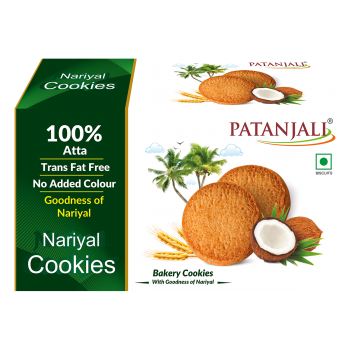 Nariyal
Cookies
PATANJALI
100%
Atta
Trans Fat Free
No Added Colour
Goodness of
Nariyal
Nariyal
Cookies
PATANJALI®
BISCUITS
Bakery Cookies
With Goodness of Nariyal